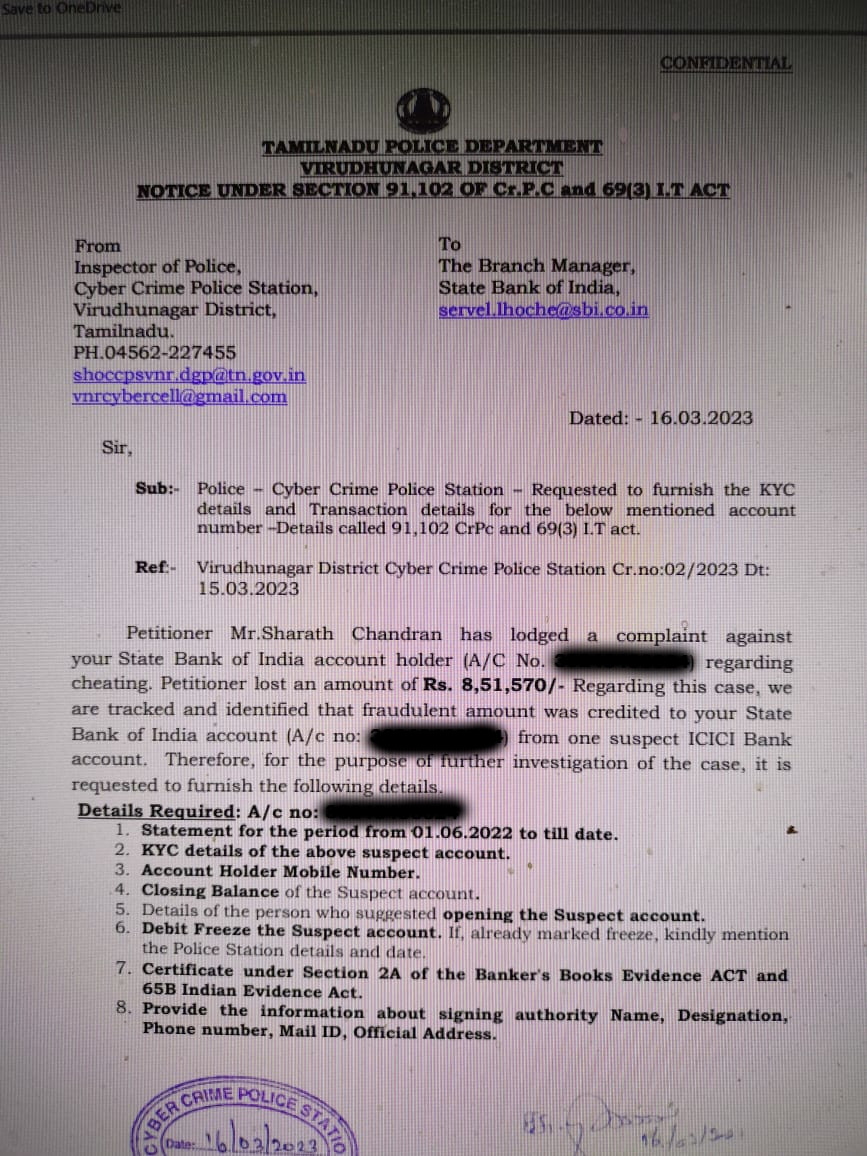 Save to OneDrive
CONFIDENTIAL
TAMILNADU POLICE DEPARTMENT
VIRUDHUNAGAR DISTRICT
NOTICE UNDER SECTION 91,102 OF Cr.P.C and 69(3) I.T ACT
From
Inspector of Police,
Cyber Crime Police Station,
Virudhunagar District,
Tamilnadu.
PH.04562-227455
shoccpsvnr.dgp@tn.gov.in
vnrcybercell@gmail.com
To
The Branch Manager,
State Bank of India,
servel.lhoche@sbi.co.in
Dated: - 16.03.2023
Sir,
Sub:- Police – Cyber Crime Police Station – Requested to furnish the KYC
details and Transaction details for the below mentioned account
number –Details called 91,102 CrPc and 69(3) I.T act.
Ref:- Virudhunagar District Cyber Crime Police Station Cr.no:02/2023 Dt:
15.03.2023
Petitioner Mr.Sharath Chandran has lodged a complaint against
your State Bank of India account holder (A/C No. ) regarding
cheating. Petitioner lost an amount of Rs. 8,51,570/- Regarding this case, we
are tracked and identified that fraudulent amount was credited to your State
Bank of India account (A/c no: ) from one suspect ICICI Bank
account. Therefore, for the purpose of further investigation of the case, it is
requested to furnish the following details.
Details Required: A/c no:
1. Statement for the period from 01.06.2022 to till date.
2. KYC details of the above suspect account.
3. Account Holder Mobile Number.
4. Closing Balance of the Suspect account.
5. Details of the person who suggested opening the Suspect account.
6. Debit Freeze the Suspect account. If, already marked freeze, kindly mention
the Police Station details and date.
7. Certificate under Section 2A of the Banker's Books Evidence ACT and
65B Indian Evidence Act.
8. Provide the information about signing authority Name, Designation,
Phone number, Mail ID, Official Address.
CYBER CRIME POLICE STATIO
Date: 16/03/2023